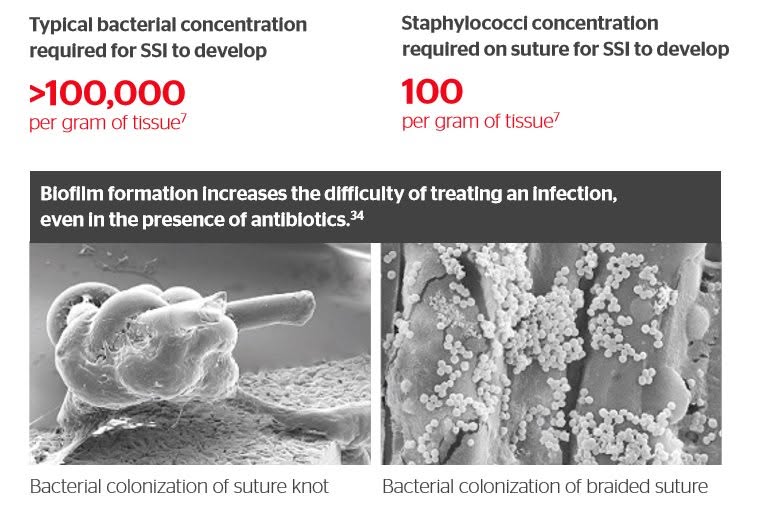 Typical bacterial concentration
required for SSI to develop
>100,000
per gram of tissue7
Staphylococci concentration
required on suture for SSI to develop
100
per gram of tissue7
Biofilm formation increases the difficulty of treating an infection,
even in the presence of antibiotics.34
Bacterial colonization of suture knot
Bacterial colonization of braided suture